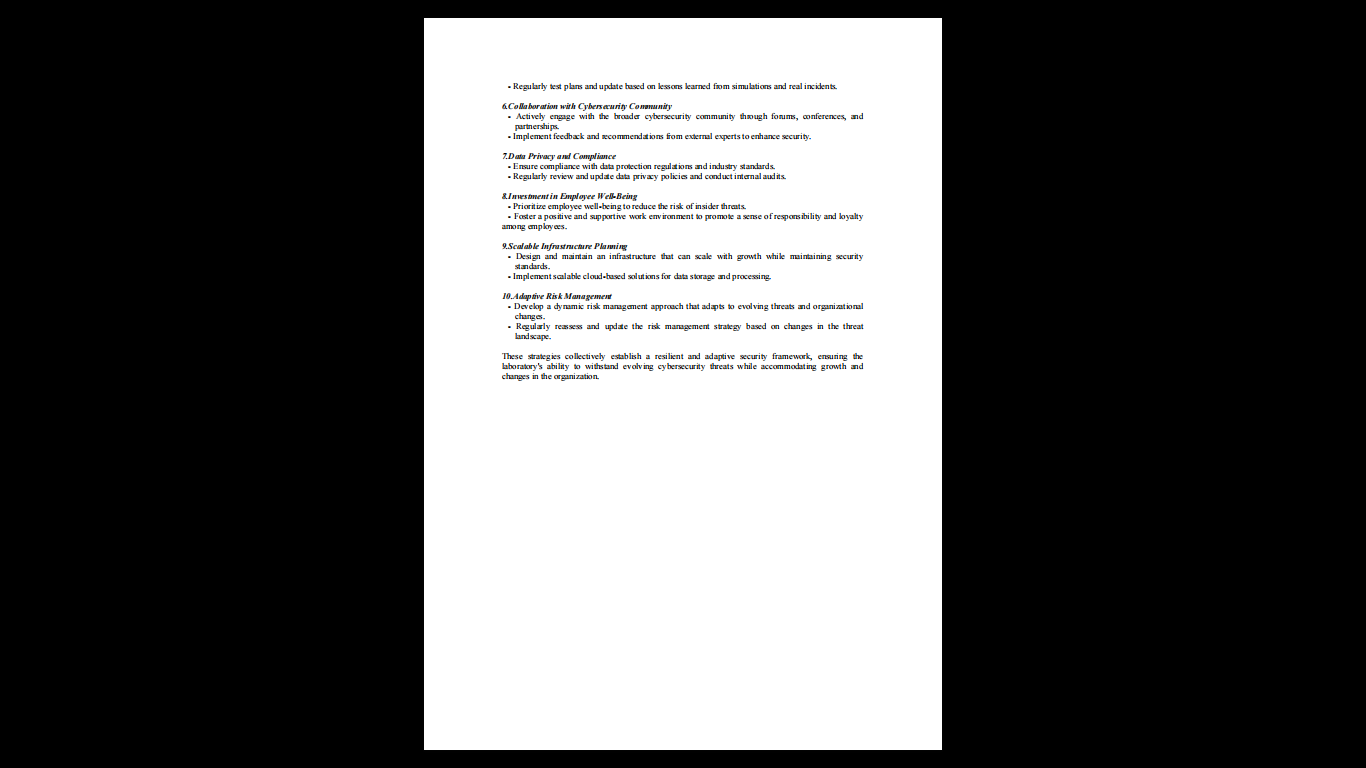 • Regularly test plans and update based on lessons learned from simulations and real incidents.
6.Collaboration with Cybersecurity Community
• Actively engage with the broader cybersecurity community through forums, conferences, and
partnerships.
• Implement feedback and recommendations from external experts to enhance security.
7.Data Privacy and Compliance
• Ensure compliance with data protection regulations and industry standards.
• Regularly review and update data privacy policies and conduct internal audits.
8.Investment in Employee Well-Being
• Prioritize employee well-being to reduce the risk of insider threats.
• Foster a positive and supportive work environment to promote a sense of responsibility and loyalty
among employees.
9.Scalable Infrastructure Planning
• Design and maintain an infrastructure that can scale with growth while maintaining security
standards.
• Implement scalable cloud-based solutions for data storage and processing.
10.Adaptive Risk Management
• Develop a dynamic risk management approach that adapts to evolving threats and organizational
changes.
• Regularly reassess and update the risk management strategy based on changes in the threat
landscape.
These strategies collectively establish a resilient and adaptive security framework, ensuring the
laboratory's ability to withstand evolving cybersecurity threats while accommodating growth and
changes in the organization.